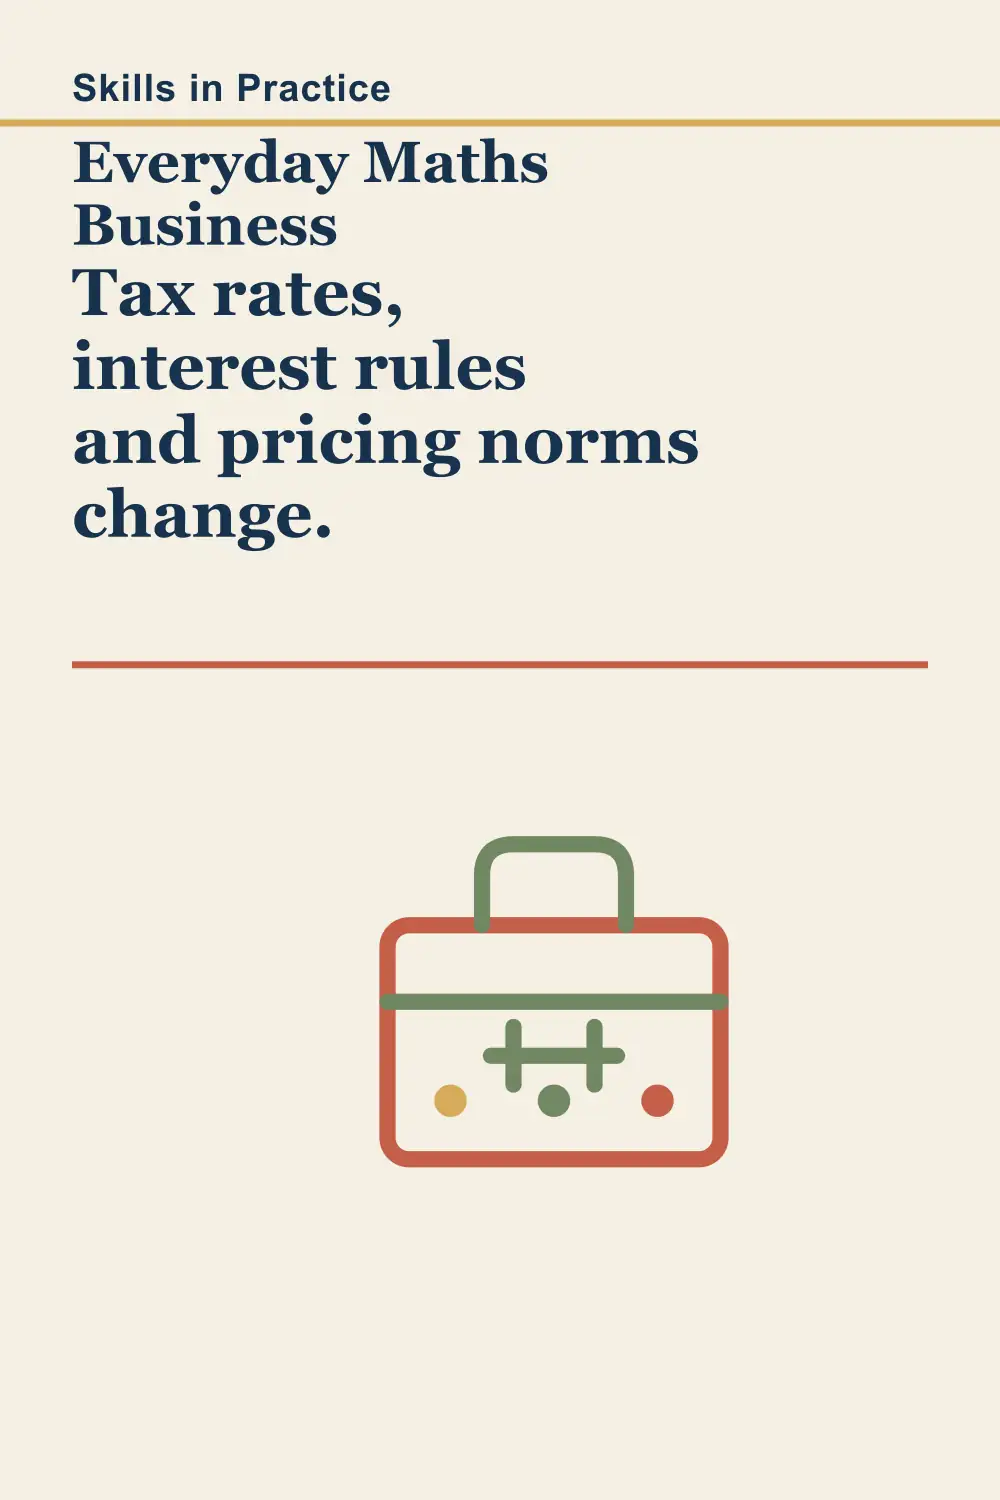 Skills in Practice
Everyday Maths
Business
Tax rates,
interest rules
and pricing norms
change.